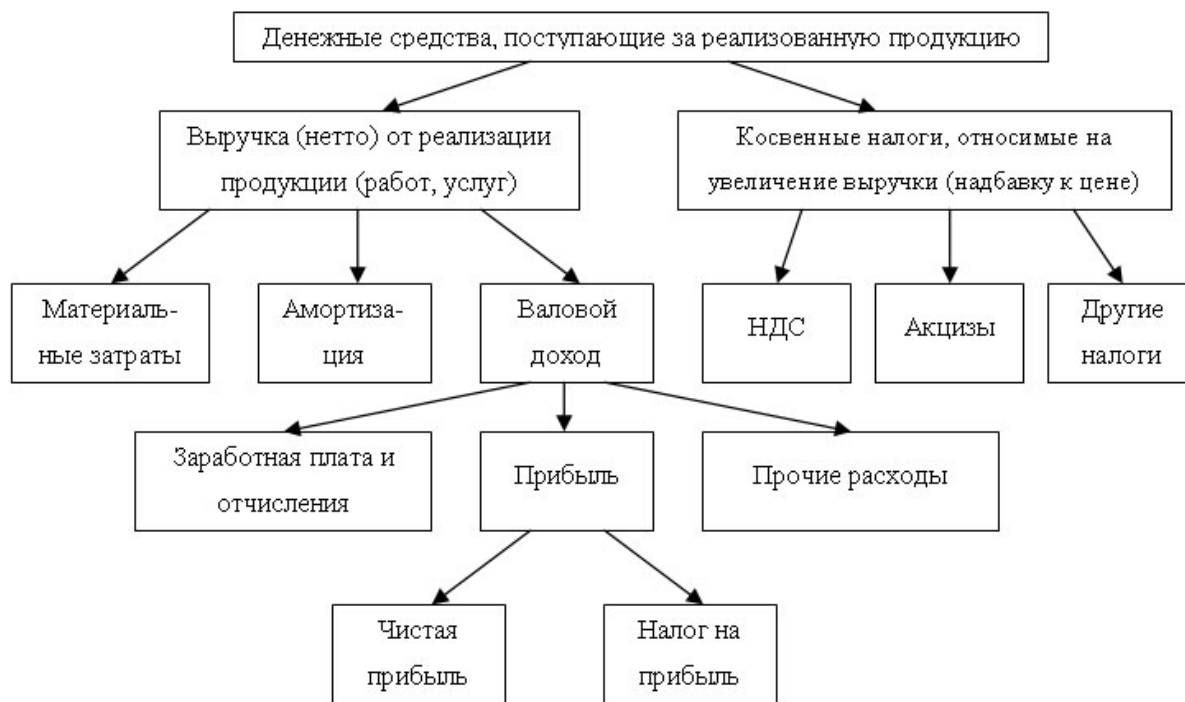 Денежные средства, поступающие за реализованную продукцию
Выручка (нетто) от реализации
продукции (работ, услуг)
Косвенные налоги, относимые на
увеличение выручки (надбавку к цене)
Материаль-
ные затраты
Амортиза-
ция
Валовой
доход
НДС
Акцизы
Другие
налоги
Заработная плата и
отчисления
Прибыль
Прочие расходы
Чистая
прибыль
Налог на
прибыль